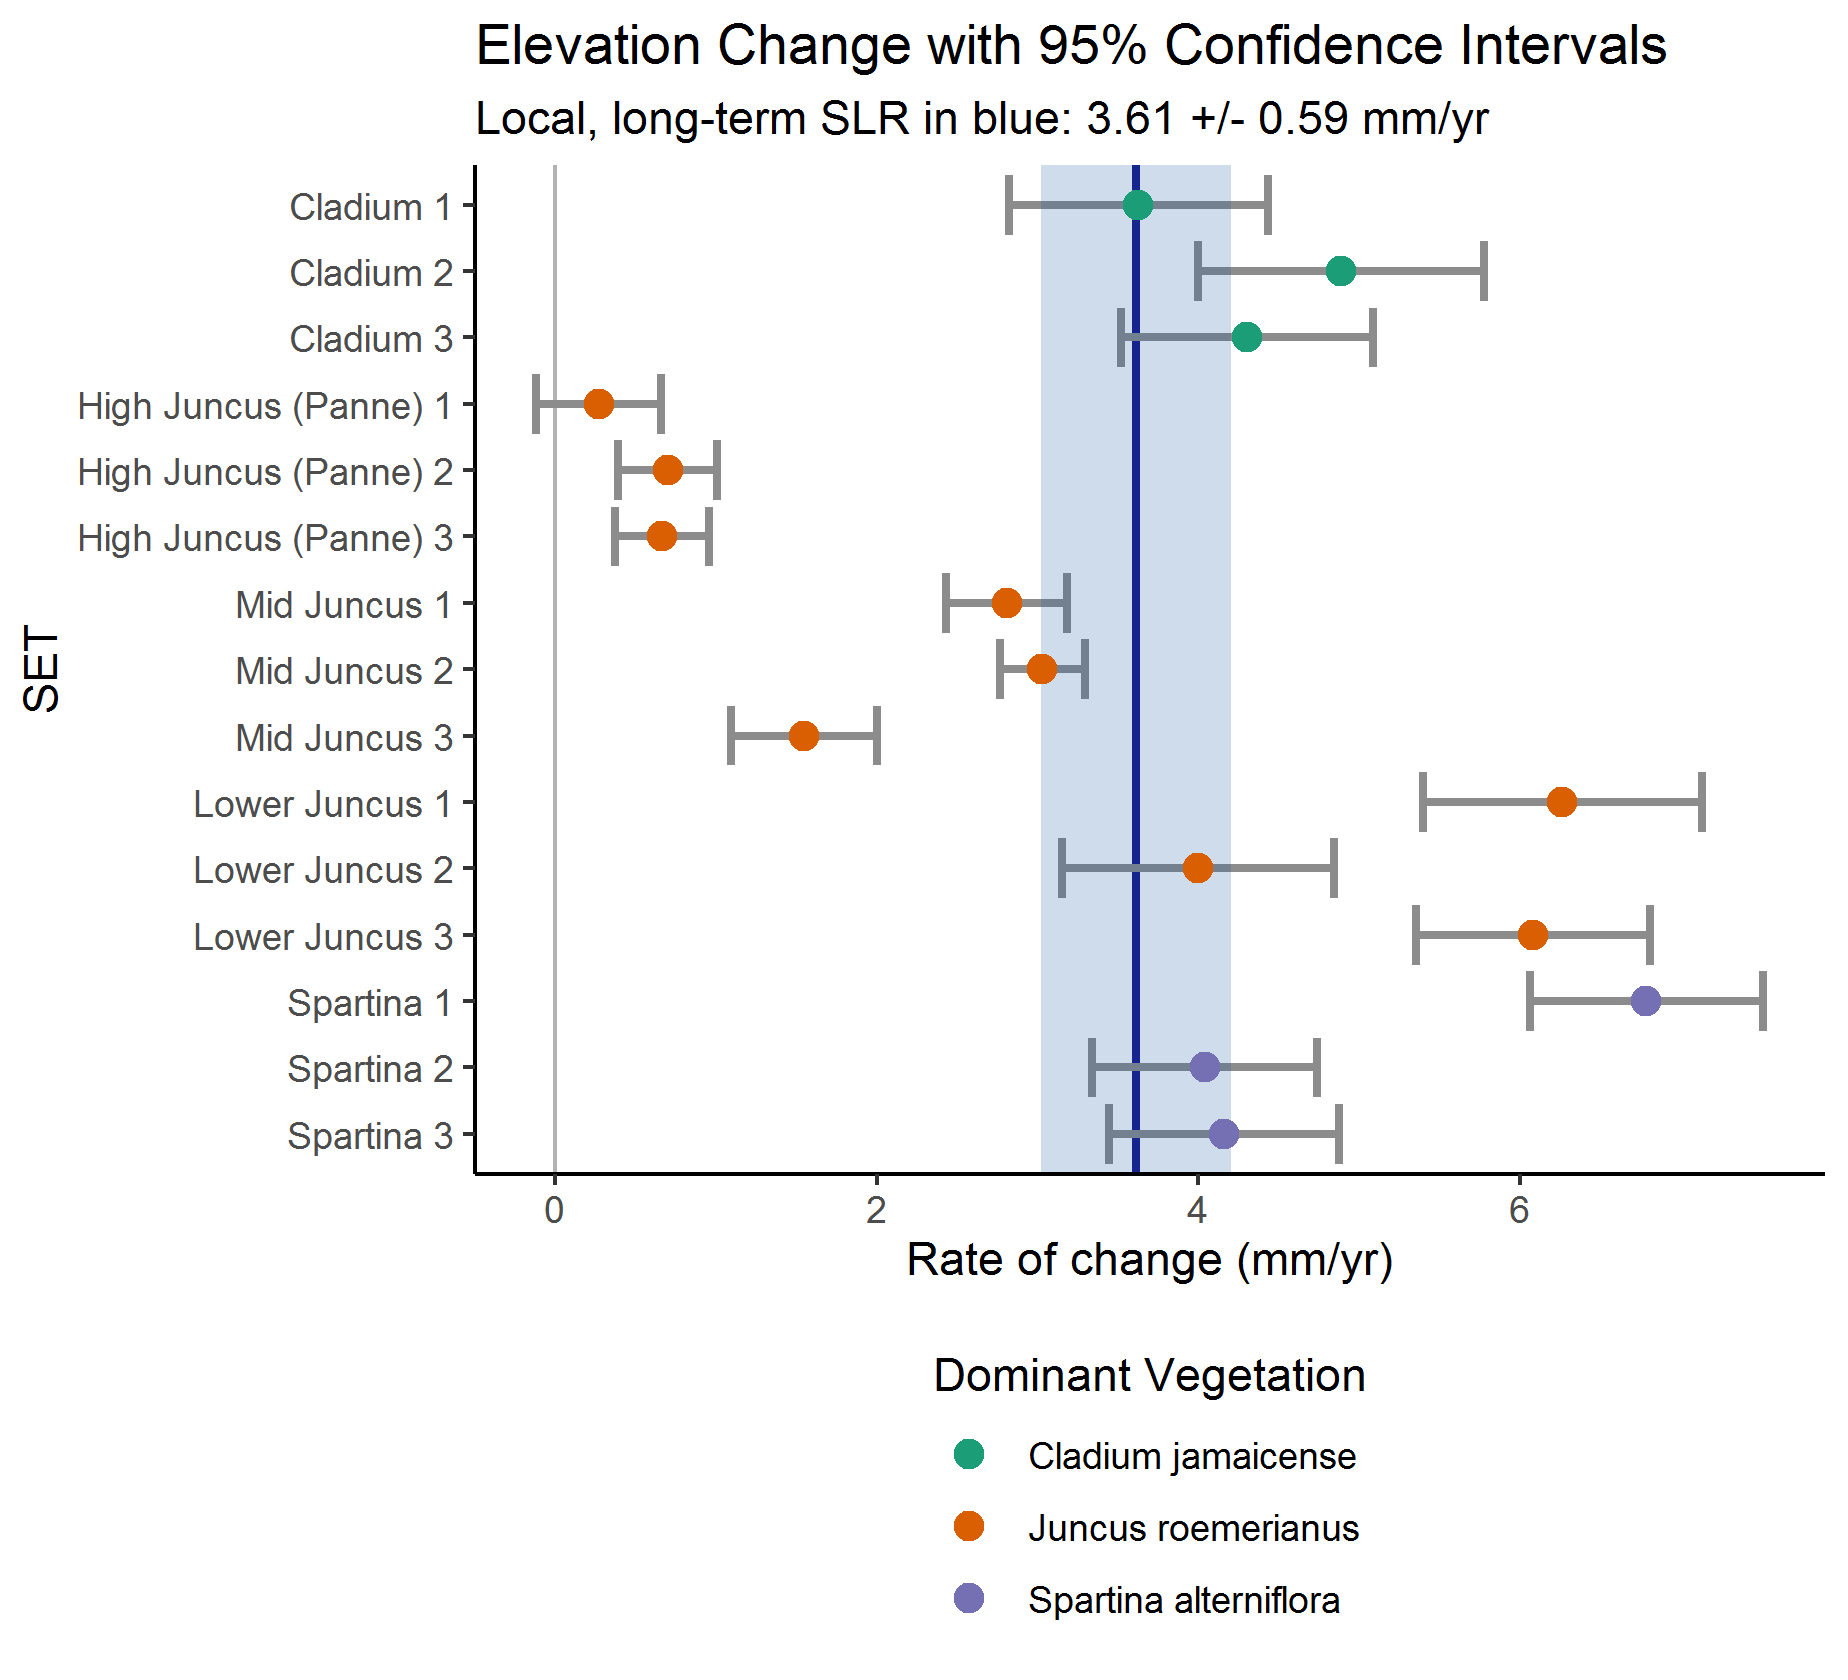 Elevation Change with 95% Confidence Intervals
Local, long-term SLR in blue: 3.61 +/- 0.59 mm/yr
SET
Cladium 1
Cladium 2
Cladium 3
High Juncus (Panne) 1
High Juncus (Panne) 2
High Juncus (Panne) 3
Mid Juncus 1
Mid Juncus 2
Mid Juncus 3
Lower Juncus 1
Lower Juncus 2
Lower Juncus 3
Spartina 1
Spartina 2
Spartina 3
0 2 4 6
Rate of change (mm/yr)
Dominant Vegetation
Cladium jamaicense
Juncus roemerianus
Spartina alterniflora